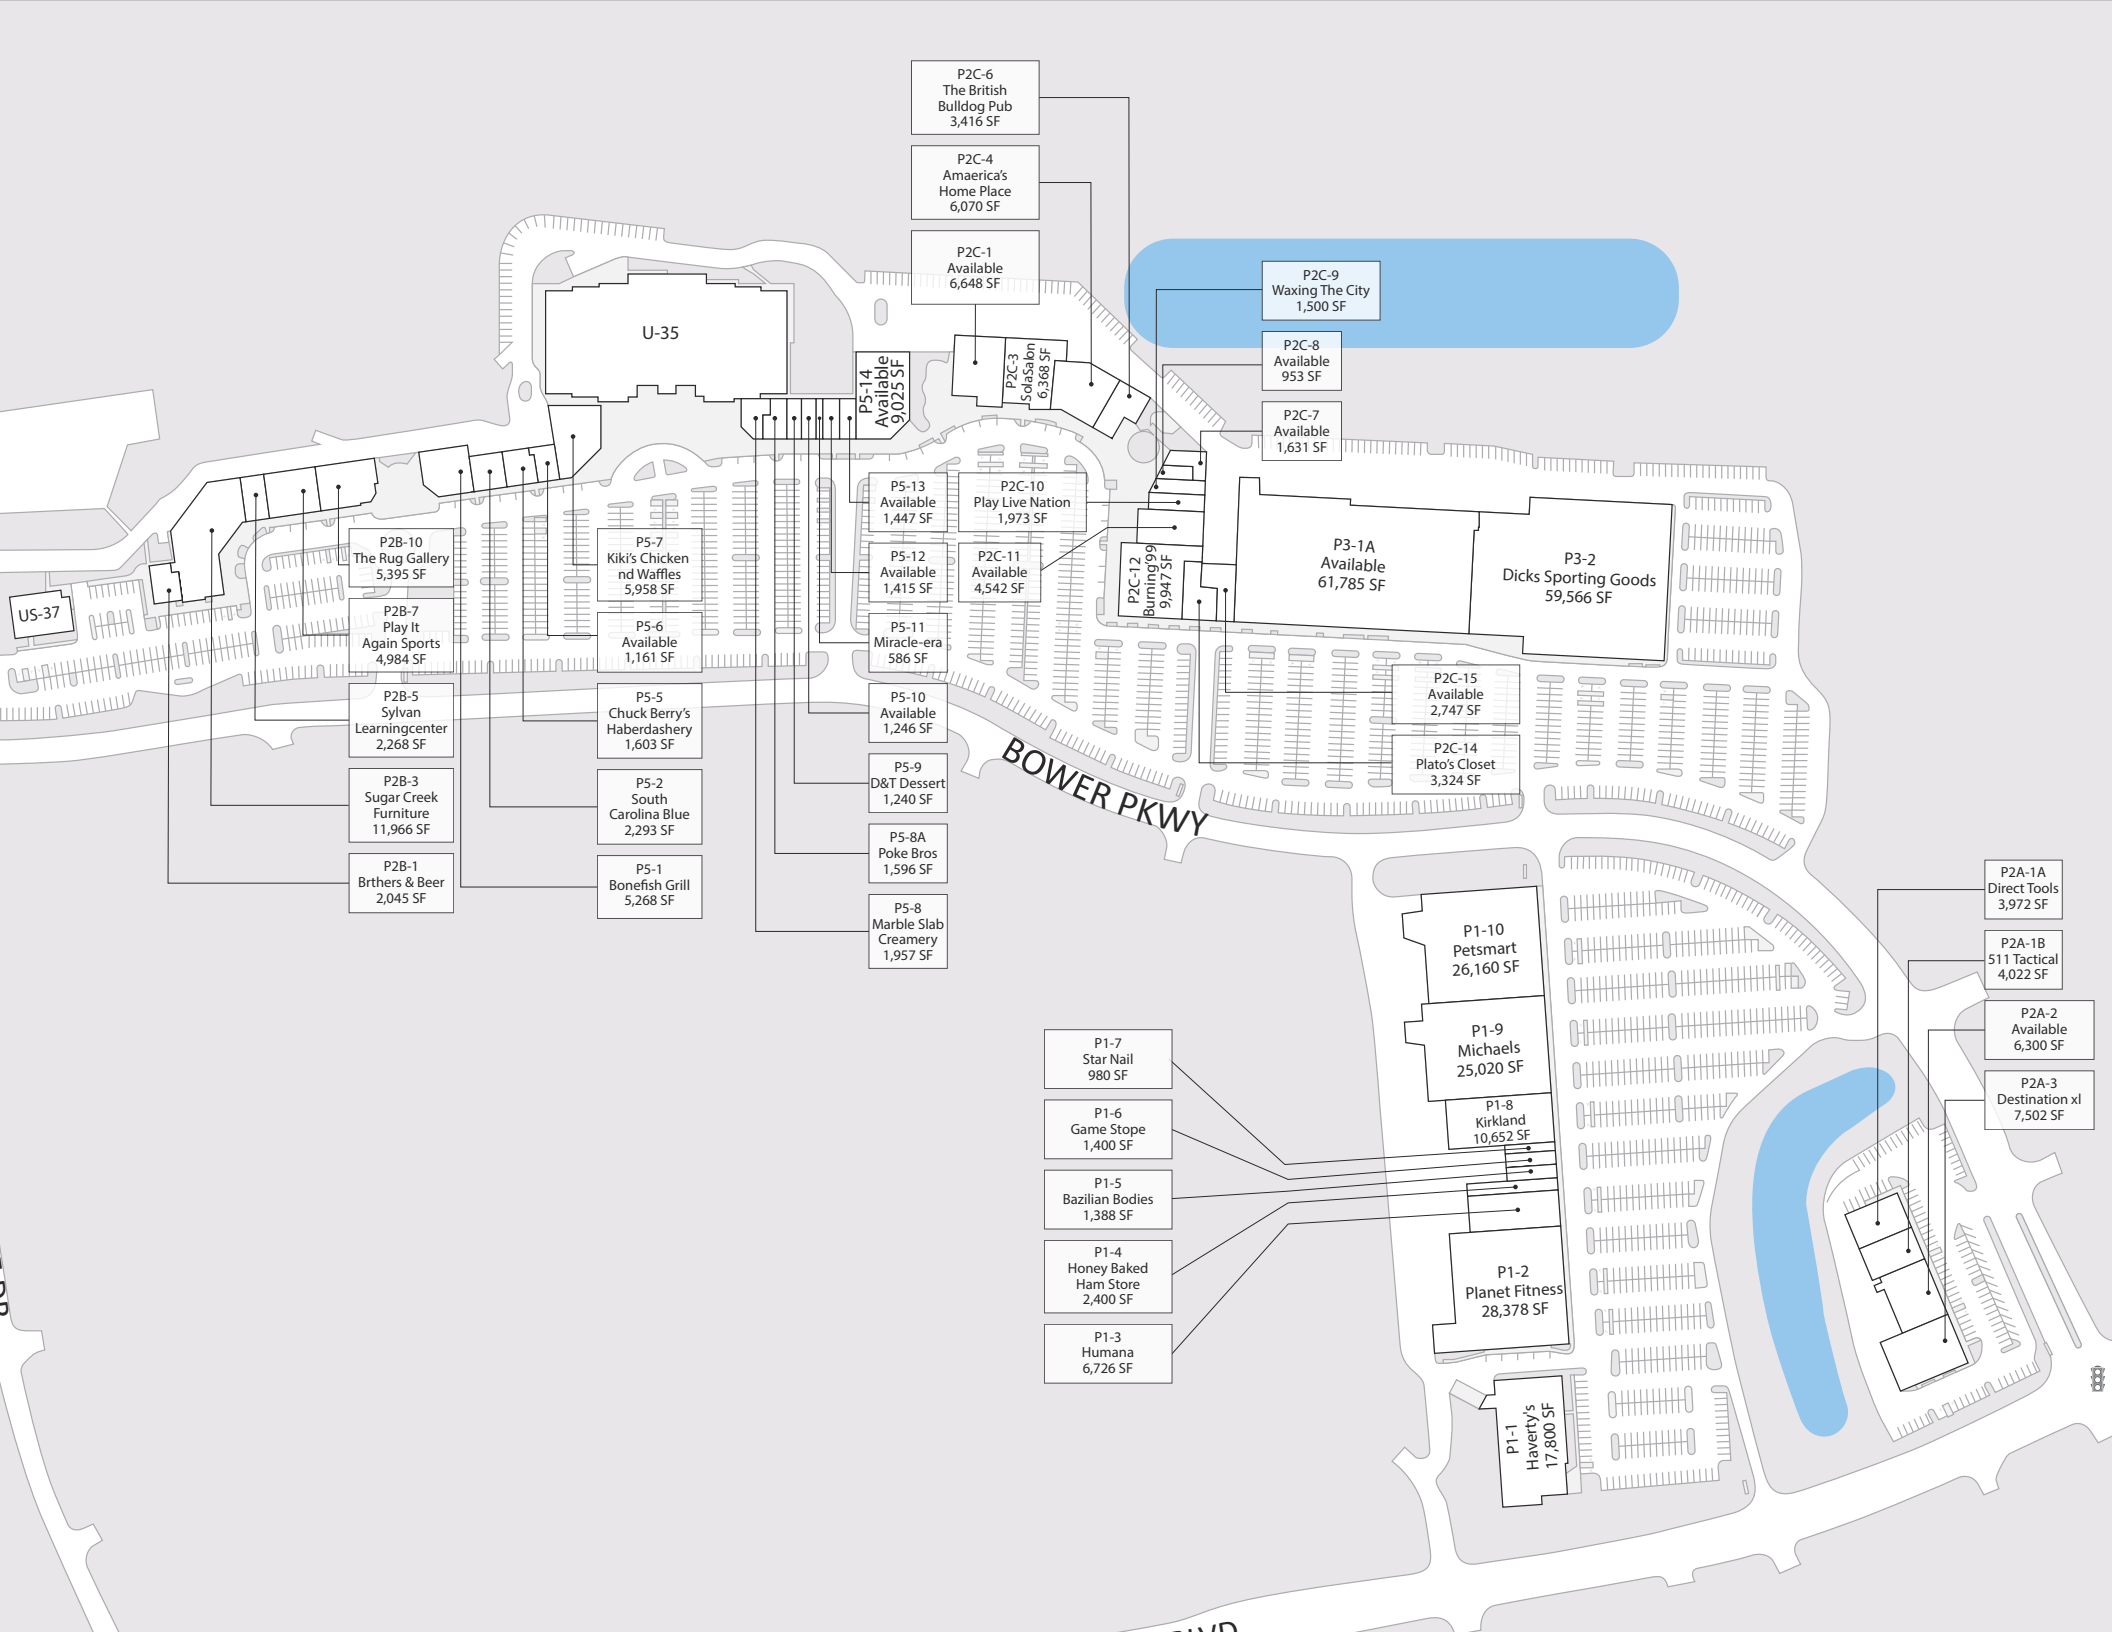 P2C-6
The British
Bulldog Pub
3,416 SF
P2C-4
Amaerica's
Home Place
6,070 SF
P2C-1
Available
6,648 SF
P2C-9
Waxing The City
1,500 SF
P2C-8
Available
953 SF
P2C-7
Available
1,631 SF
U-35
P5-14
Available
9,025 SF
P2C-3
SolaSalon
6,368 SF
P5-13
Available
1,447 SF
P2C-10
Play Live Nation
1,973 SF
P5-12
Available
1,415 SF
P2C-11
Available
4,542 SF
P2C-12
Burning99
9,947 SF
P3-1A
Available
61,785 SF
P3-2
Dicks Sporting Goods
59,566 SF
US-37
P2B-10
The Rug Gallery
5,395 SF
P2B-7
Play It
Again Sports
4,984 SF
P2B-5
Sylvan
Learningcenter
2,268 SF
P2B-3
Sugar Creek
Furniture
11,966 SF
P2B-1
Brthers & Beer
2,045 SF
P5-7
Kiki's Chicken
nd Waffles
5,958 SF
P5-6
Available
1,161 SF
P5-5
Chuck Berry's
Haberdashery
1,603 SF
P5-2
South
Carolina Blue
2,293 SF
P5-1
Bonefish Grill
5,268 SF
P5-11
Miracle-era
586 SF
P5-10
Available
1,246 SF
P5-9
D&T Dessert
1,240 SF
P5-8A
Poke Bros
1,596 SF
P5-8
Marble Slab
Creamery
1,957 SF
BOWER PKWY
P2C-15
Available
2,747 SF
P2C-14
Plato's Closet
3,324 SF
P1-10
Petsmart
26,160 SF
P1-9
Michaels
25,020 SF
P1-8
Kirkland
10,652 SF
P1-7
Star Nail
980 SF
P1-6
Game Stope
1,400 SF
P1-5
Bazilian Bodies
1,388 SF
P1-4
Honey Baked
Ham Store
2,400 SF
P1-3
Humana
6,726 SF
P1-2
Planet Fitness
28,378 SF
P1-1
Haverty's
17,800 SF
P2A-1A
Direct Tools
3,972 SF
P2A-1B
511 Tactical
4,022 SF
P2A-2
Available
6,300 SF
P2A-3
Destination xl
7,502 SF